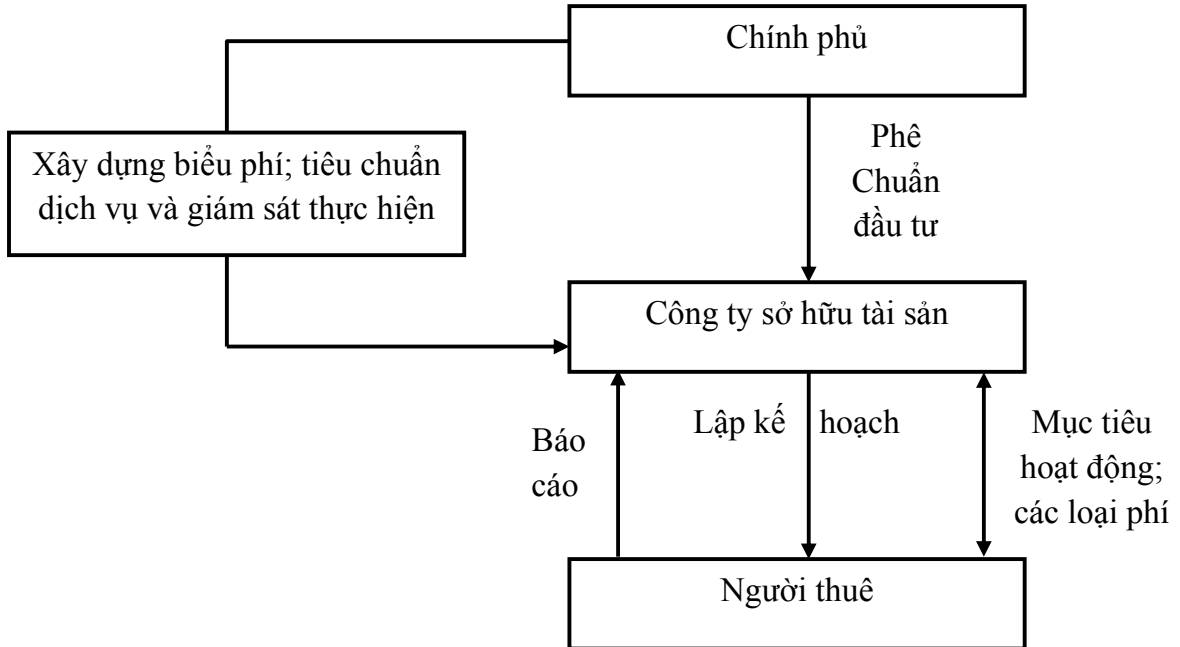 Chính phủ
Xây dựng biểu phí; tiêu chuẩn
dịch vụ và giám sát thực hiện
Phê
Chuẩn
đầu tư
Công ty sở hữu tài sản
Báo
cáo
Lập kế hoạch
Mục tiêu
hoạt động;
các loại phí
Người thuê